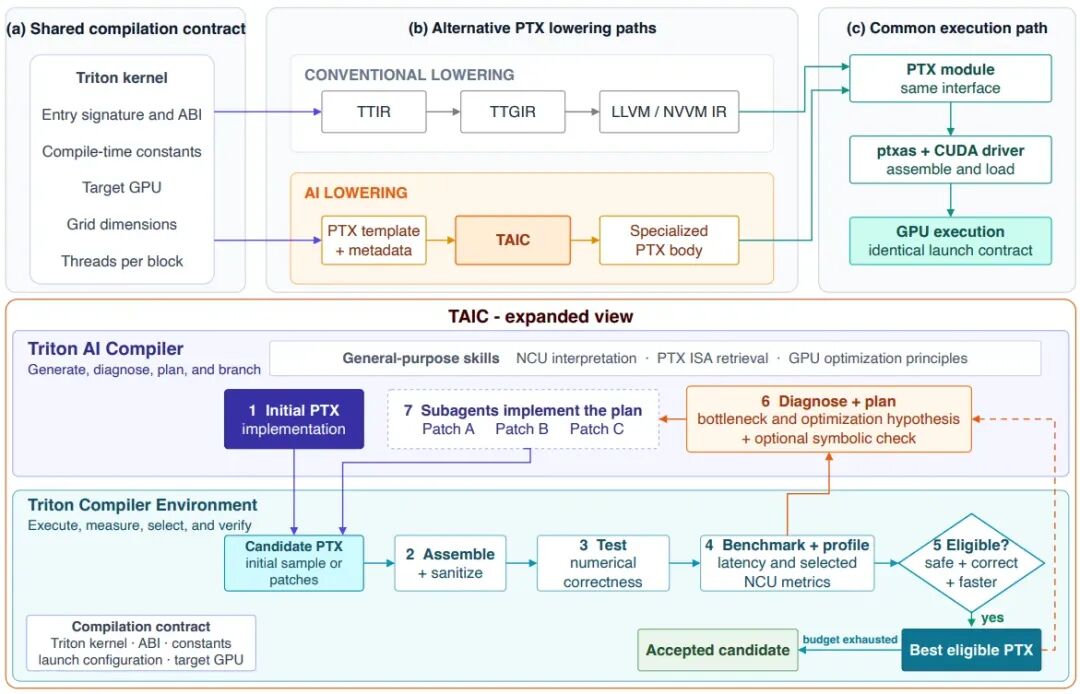 (a) Shared compilation contract
Triton kernel
Entry signature and ABI
Compile-time constants
Target GPU
Grid dimensions
Threads per block
(b) Alternative PTX lowering paths
CONVENTIONAL LOWERING
TTIR
TTGIR
LLVM / NVVM IR
AI LOWERING
PTX template
+ metadata
TAIC
Specialized
PTX body
(c) Common execution path
PTX module
same interface
ptxas + CUDA driver
assemble and load
GPU execution
identical launch contract
TAIC - expanded view
Triton AI Compiler
Generate, diagnose, plan, and branch
General-purpose skills NCU interpretation · PTX ISA retrieval · GPU optimization principles
1 Initial PTX
implementation
7 Subagents implement the plan
Patch A Patch B Patch C
6 Diagnose + plan
bottleneck and optimization hypothesis
+ optional symbolic check
Triton Compiler Environment
Execute, measure, select, and verify
Candidate PTX
initial sample or
patches
2 Assemble
+ sanitize
3 Test
numerical
correctness
4 Benchmark + profile
latency and selected
NCU metrics
5 Eligible?
safe + correct
+ faster
yes
Compilation contract
Triton kernel · ABI · constants
launch configuration · target GPU
Accepted candidate
budget exhausted
Best eligible PTX